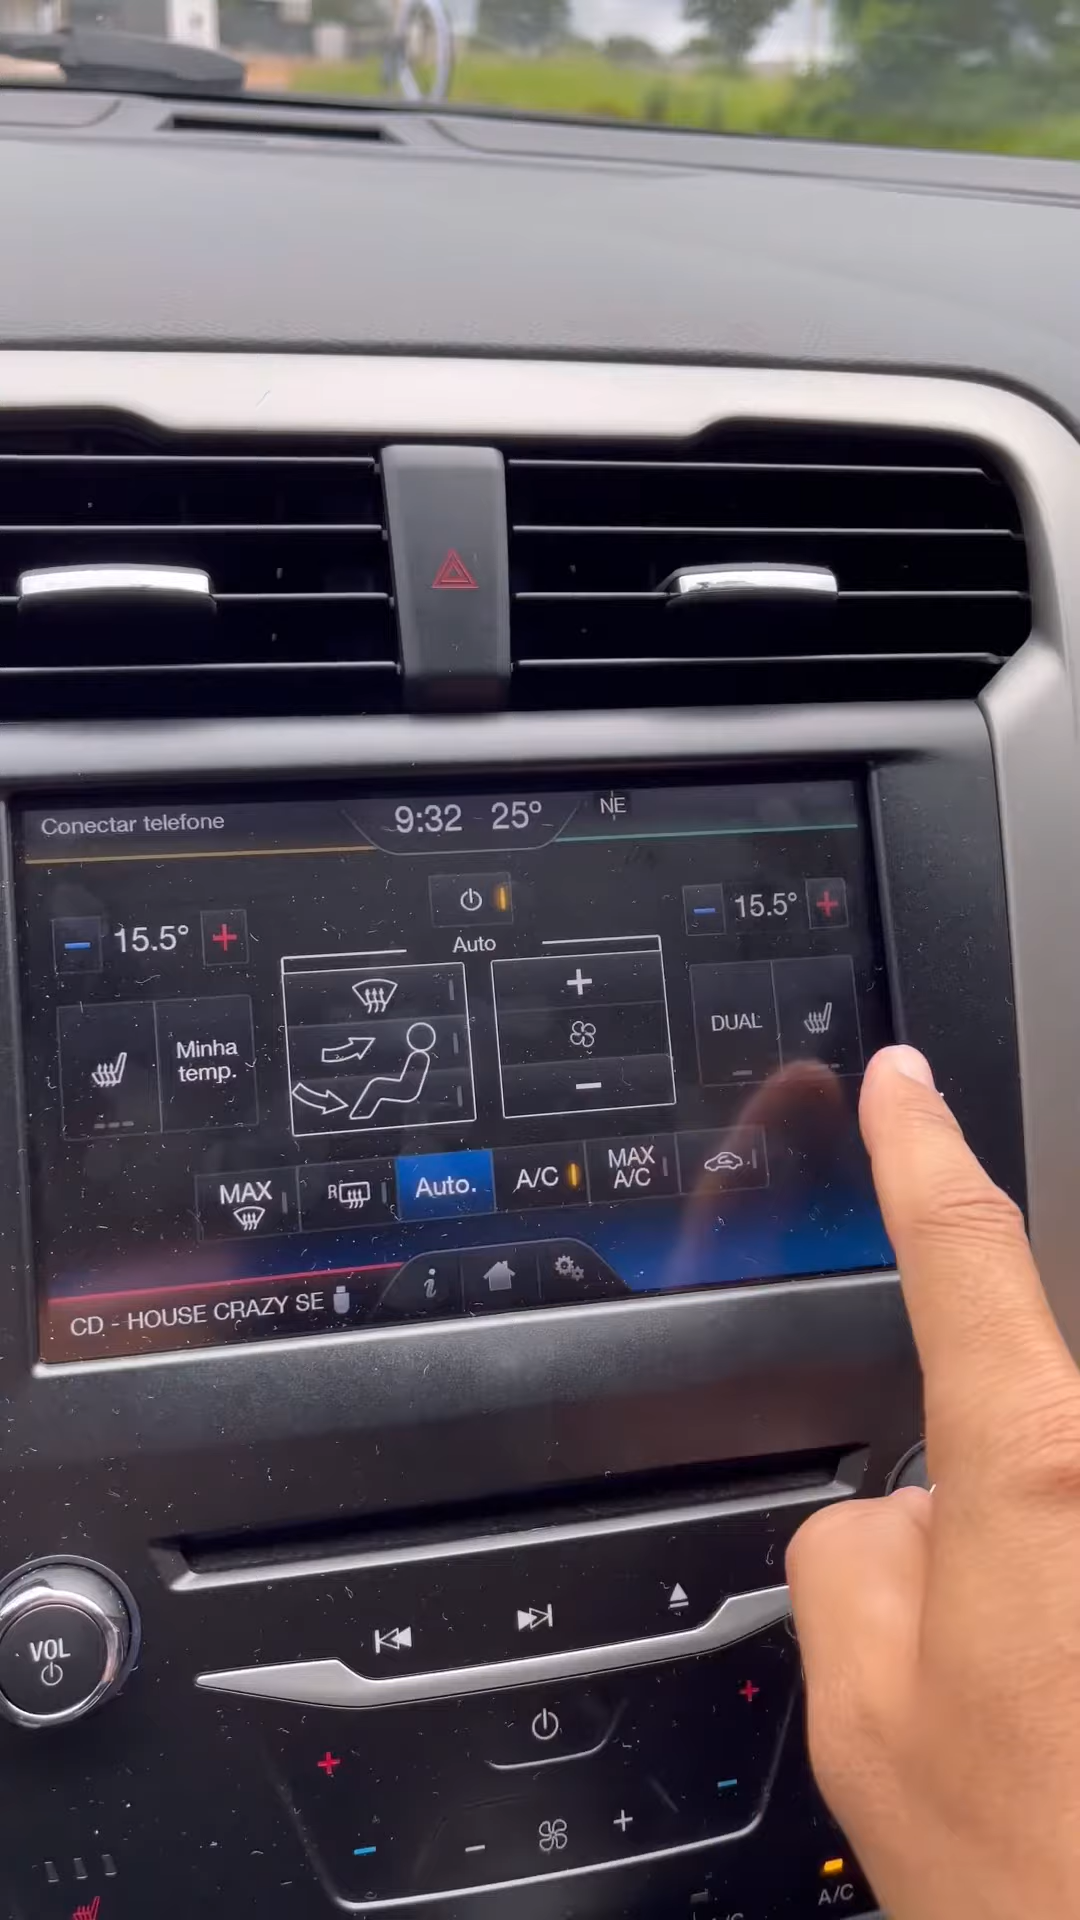 Conectar telefone
9:32 25°
NE
15.5°
Auto
15.5°
Minha
temp.
DUAL
MAX
R
Auto.
A/C
MAX
A/C
i
CD - HOUSE CRAZY SE
VOL
A/C